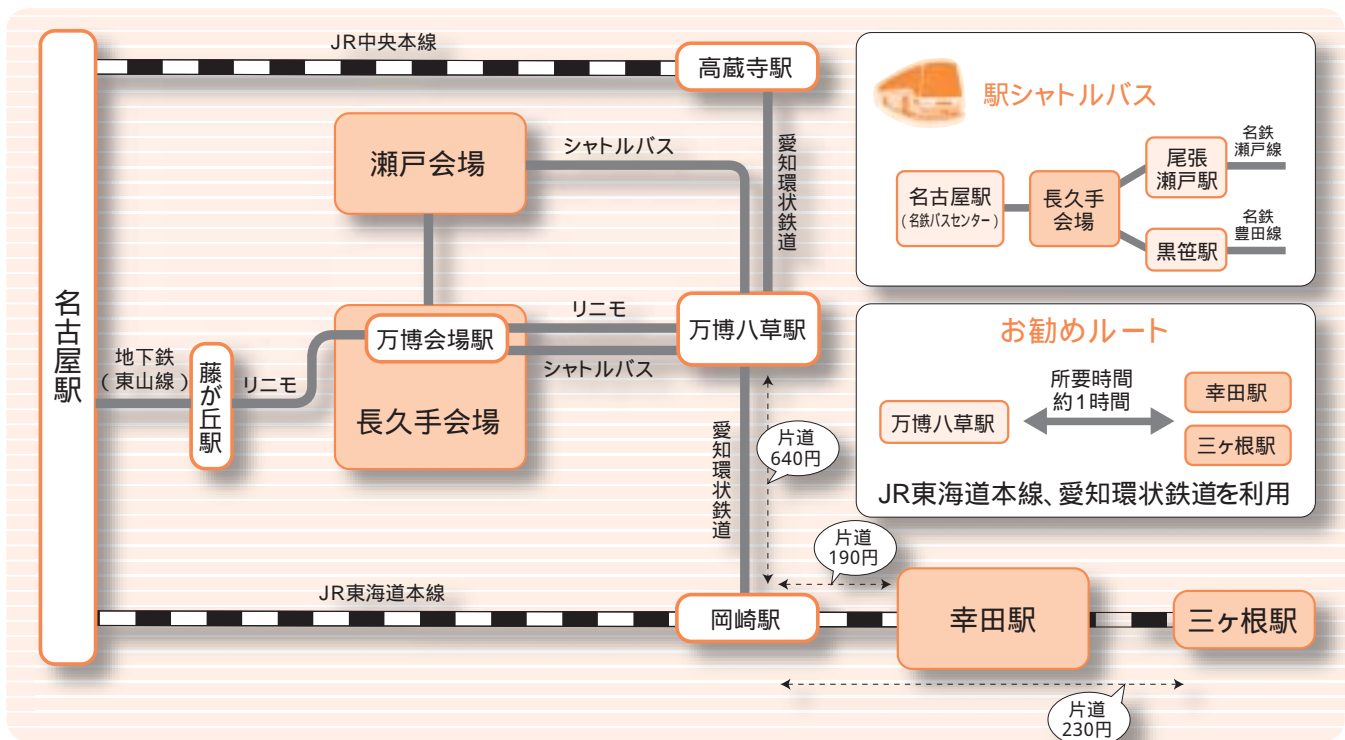 JR中央本線
高蔵寺駅
瀬戸会場
シャトルバス
愛知環状鉄道
名古屋駅
地下鉄
(東山線)
藤が丘駅
リニモ
万博会場駅
長久手会場
リニモ
シャトルバス
万博八草駅
愛知環状鉄道
片道
640円
片道
190円
JR東海道本線
岡崎駅
幸田駅
三ヶ根駅
片道
230円
駅シャトルバス
名古屋駅
(名鉄バスセンター)
長久手
会場
尾張
瀬戸駅
名鉄
瀬戸線
黒笹駅
名鉄
豊田線
お勧めルート
万博八草駅
所要時間
約1時間
幸田駅
三ヶ根駅
JR東海道本線、愛知環状鉄道を利用